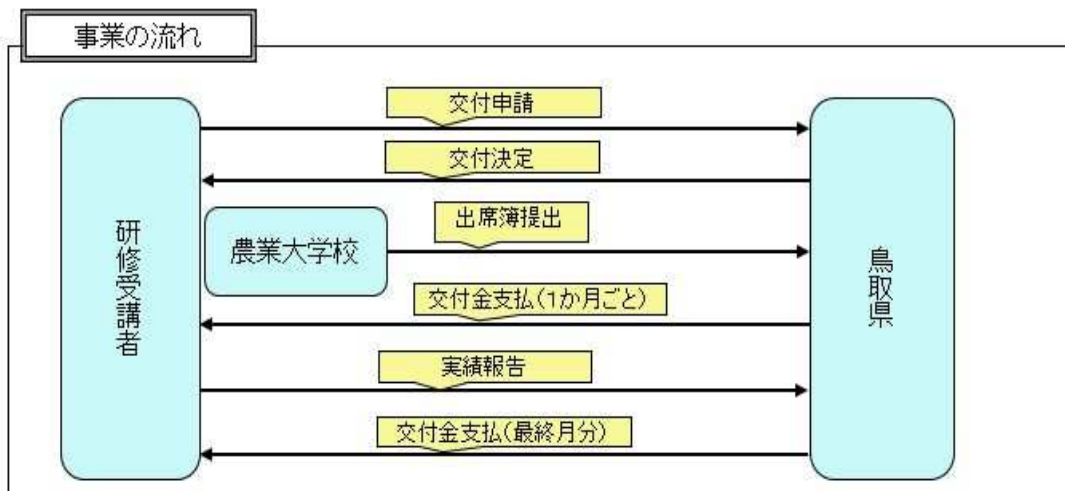 事業の流れ
交付申請
交付決定
出席簿提出
農業大学校
研修受講者
鳥取県
交付金支払(1か月ごと)
実績報告
交付金支払(最終月分)